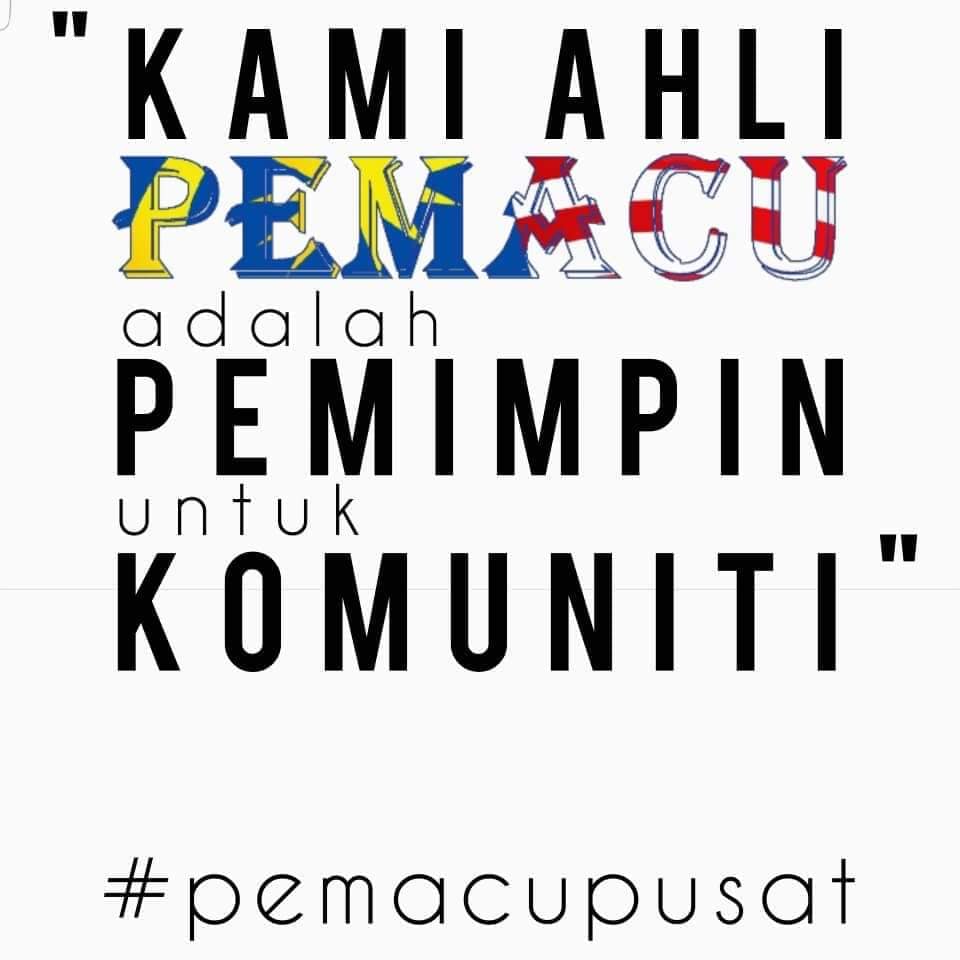 "KAMI AHLI
PEMACU
adalah
PEMIMPIN
untuk
KOMUNITI"
#pemacupusat